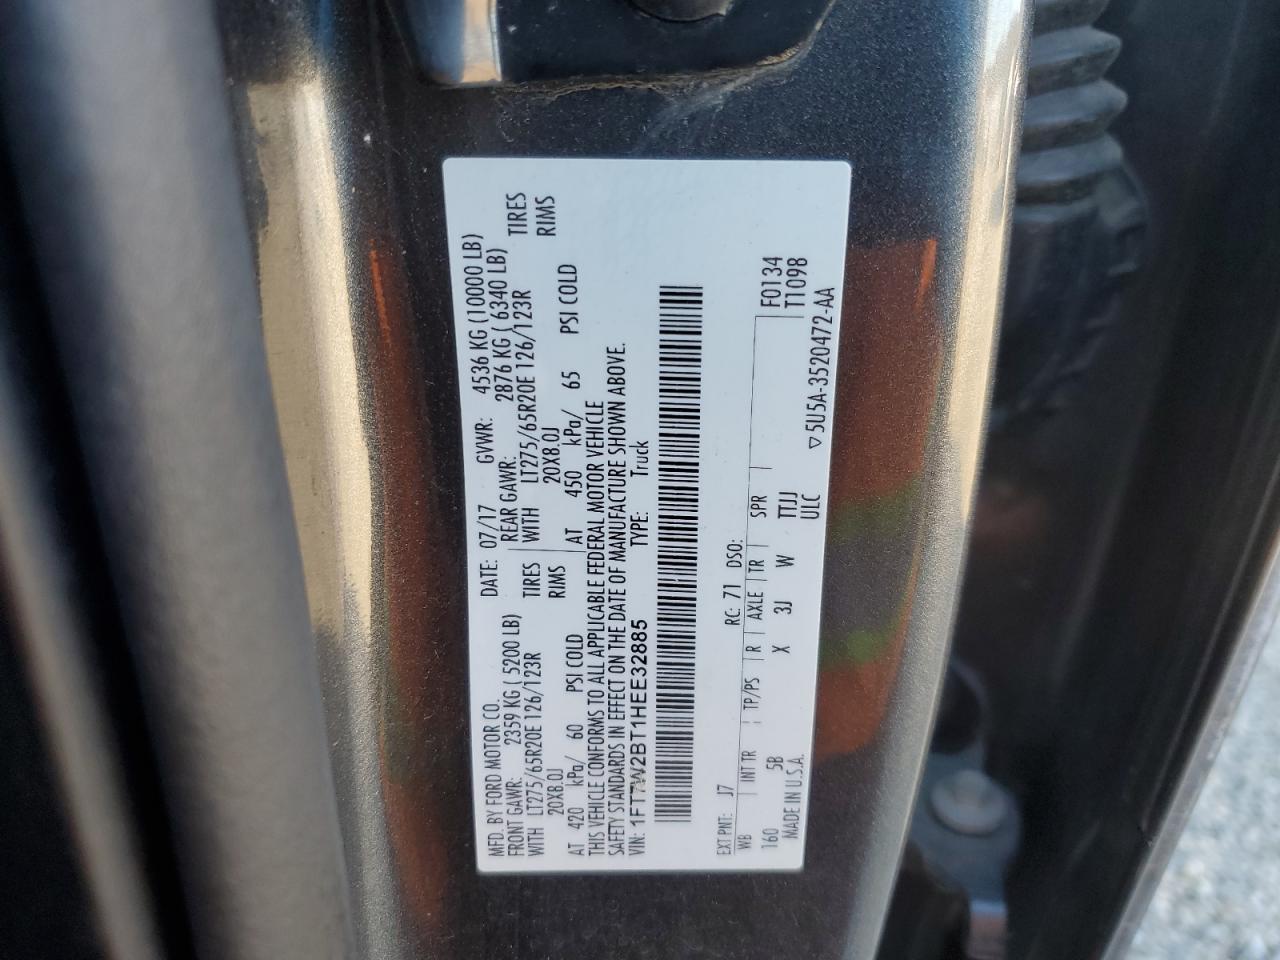 MFD. BY FORD MOTOR CO.
DATE: 07/17 GVWR: 4536 KG (10000 LB)
FRONT GAWR: 2359 KG ( 5200 LB) REAR GAWR: 2876 KG ( 6340 LB)
WITH LT275/65R20E 126/123R TIRES WITH LT275/65R20E 126/123R TIRES
20X8.0J RIMS 20X8.0J RIMS
AT 420 kPa/ 60 PSI COLD AT 450 kPa/ 65 PSI COLD
THIS VEHICLE CONFORMS TO ALL APPLICABLE FEDERAL MOTOR VEHICLE
SAFETY STANDARDS IN EFFECT ON THE DATE OF MANUFACTURE SHOWN ABOVE.
VIN: 1FT7W2BT1HEE32885 TYPE: Truck
EXT PNT: J7 RC: 71 DSO:
WB INT TR TP/PS R AXLE TR SPR F0134
160 5B X 3J W TTJJ T1098
MADE IN U.S.A. ULC ▽5U5A-3520472-AA